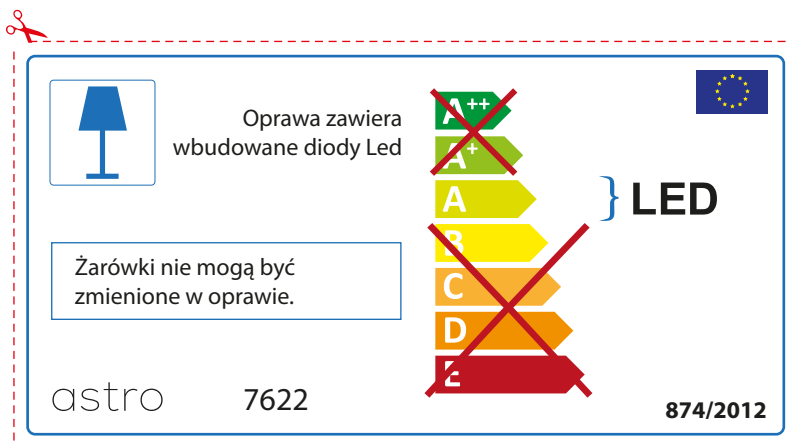 Oprawa zawiera
wbudowane diody Led
A++
A+
A
LED
B
C
D
E
Żarówki nie mogą być
zmienione w oprawie.
astro 7622
874/2012